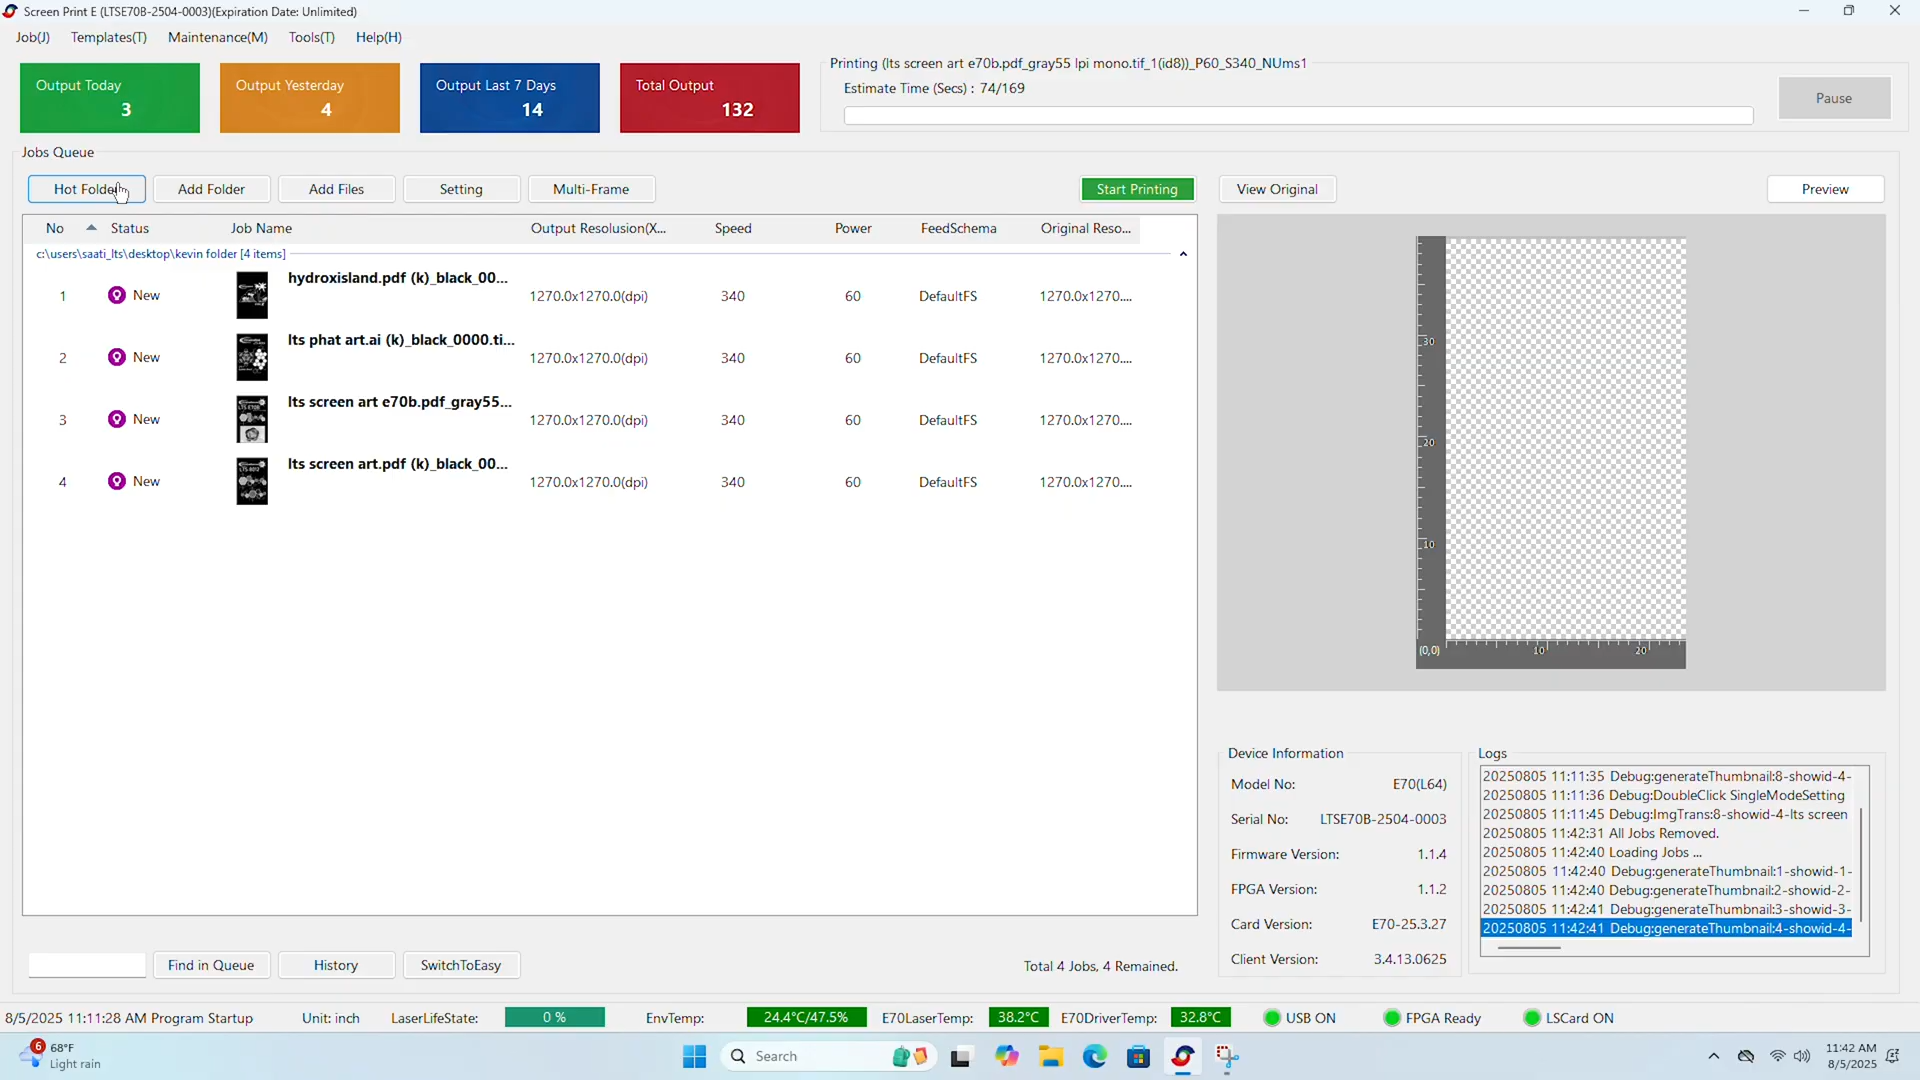 Screen Print E (LTSE70B-2504-0003)(Expiration Date: Unlimited)
Job(J) Templates(T) Maintenance(M) Tools(T) Help(H)
Output Today
3
Output Yesterday
4
Output Last 7 Days
14
Total Output
132
Printing (lts screen art e70b.pdf_gray55 lpi mono.tif_1(id8))_P60_S340_NUms1
Estimate Time (Secs) : 74/169
Pause
Jobs Queue
Hot Folder Add Folder Add Files Setting Multi-Frame Start Printing View Original Preview
No Status Job Name Output Resolusion(X... Speed Power FeedSchema Original Reso...
c:\users\saati_lts\desktop\kevin folder [4 items]
1 New hydroxisland.pdf (k)_black_00... 1270.0x1270.0(dpi) 340 60 DefaultFS 1270.0x1270....
2 New lts phat art.ai (k)_black_0000.ti... 1270.0x1270.0(dpi) 340 60 DefaultFS 1270.0x1270....
3 New lts screen art e70b.pdf_gray55... 1270.0x1270.0(dpi) 340 60 DefaultFS 1270.0x1270....
4 New lts screen art.pdf (k)_black_00... 1270.0x1270.0(dpi) 340 60 DefaultFS 1270.0x1270....
30
20
10
(0,0) 10 20
Device Information
Model No: E70(L64)
Serial No: LTSE70B-2504-0003
Firmware Version: 1.1.4
FPGA Version: 1.1.2
Card Version: E70-25.3.27
Client Version: 3.4.13.0625
Logs
20250805 11:11:35 Debug:generateThumbnail:8-showid-4-
20250805 11:11:36 Debug:DoubleClick SingleModeSetting
20250805 11:11:45 Debug:ImgTrans:8-showid-4-lts screen
20250805 11:42:31 All Jobs Removed.
20250805 11:42:40 Loading Jobs ...
20250805 11:42:40 Debug:generateThumbnail:1-showid-1-
20250805 11:42:40 Debug:generateThumbnail:2-showid-2-
20250805 11:42:41 Debug:generateThumbnail:3-showid-3-
20250805 11:42:41 Debug:generateThumbnail:4-showid-4-
Find in Queue History SwitchToEasy Total 4 Jobs, 4 Remained.
8/5/2025 11:11:28 AM Program Startup Unit: inch LaserLifeState: 0 % EnvTemp: 24.4°C/47.5% E70LaserTemp: 38.2°C E70DriverTemp: 32.8°C USB ON FPGA Ready LSCard ON
6
68°F
Light rain
Search
11:42 AM
8/5/2025